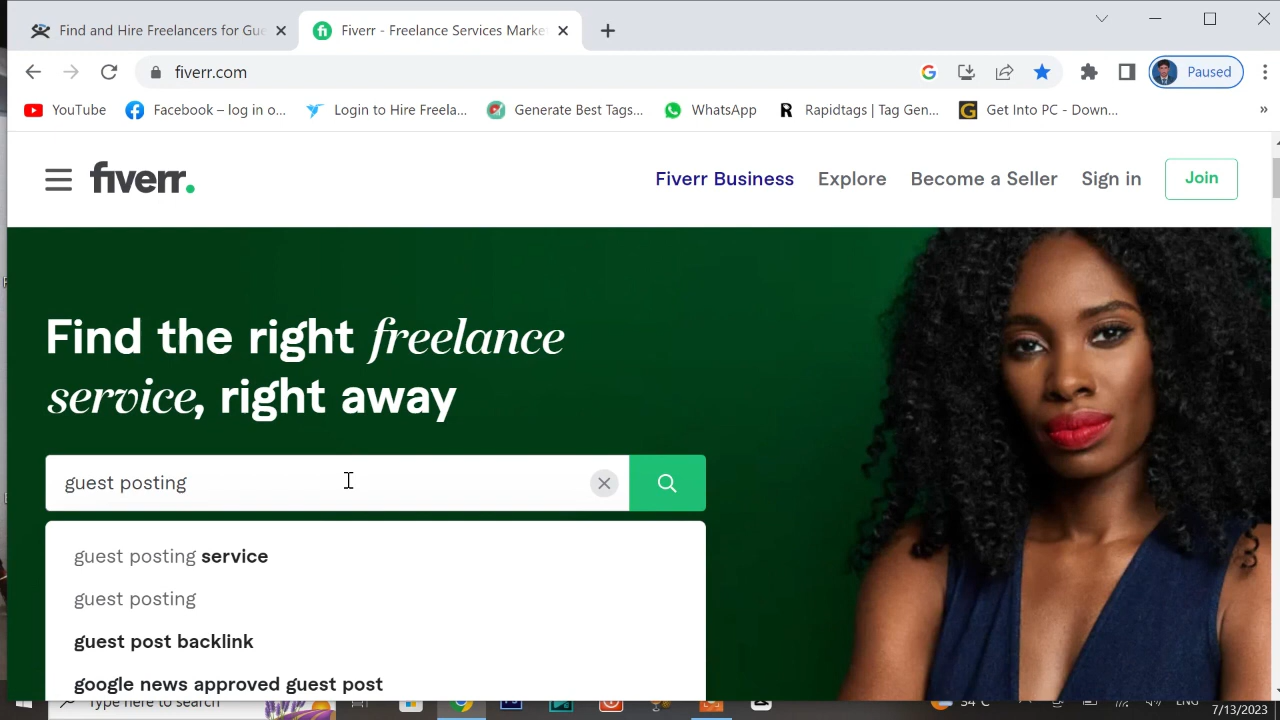 Find and Hire Freelancers for Gue
Fiverr - Freelance Services Marke
fiverr.com
Paused
YouTube
Facebook – log in o...
Login to Hire Freela...
Generate Best Tags...
WhatsApp
Rapidtags | Tag Gen...
Get Into PC - Down...
»
fiverr.
Fiverr Business
Explore
Become a Seller
Sign in
Join
Find the right freelance
service, right away
guest posting
guest posting service
guest posting
guest post backlink
google news approved guest post
Type here to search
7/13/2023